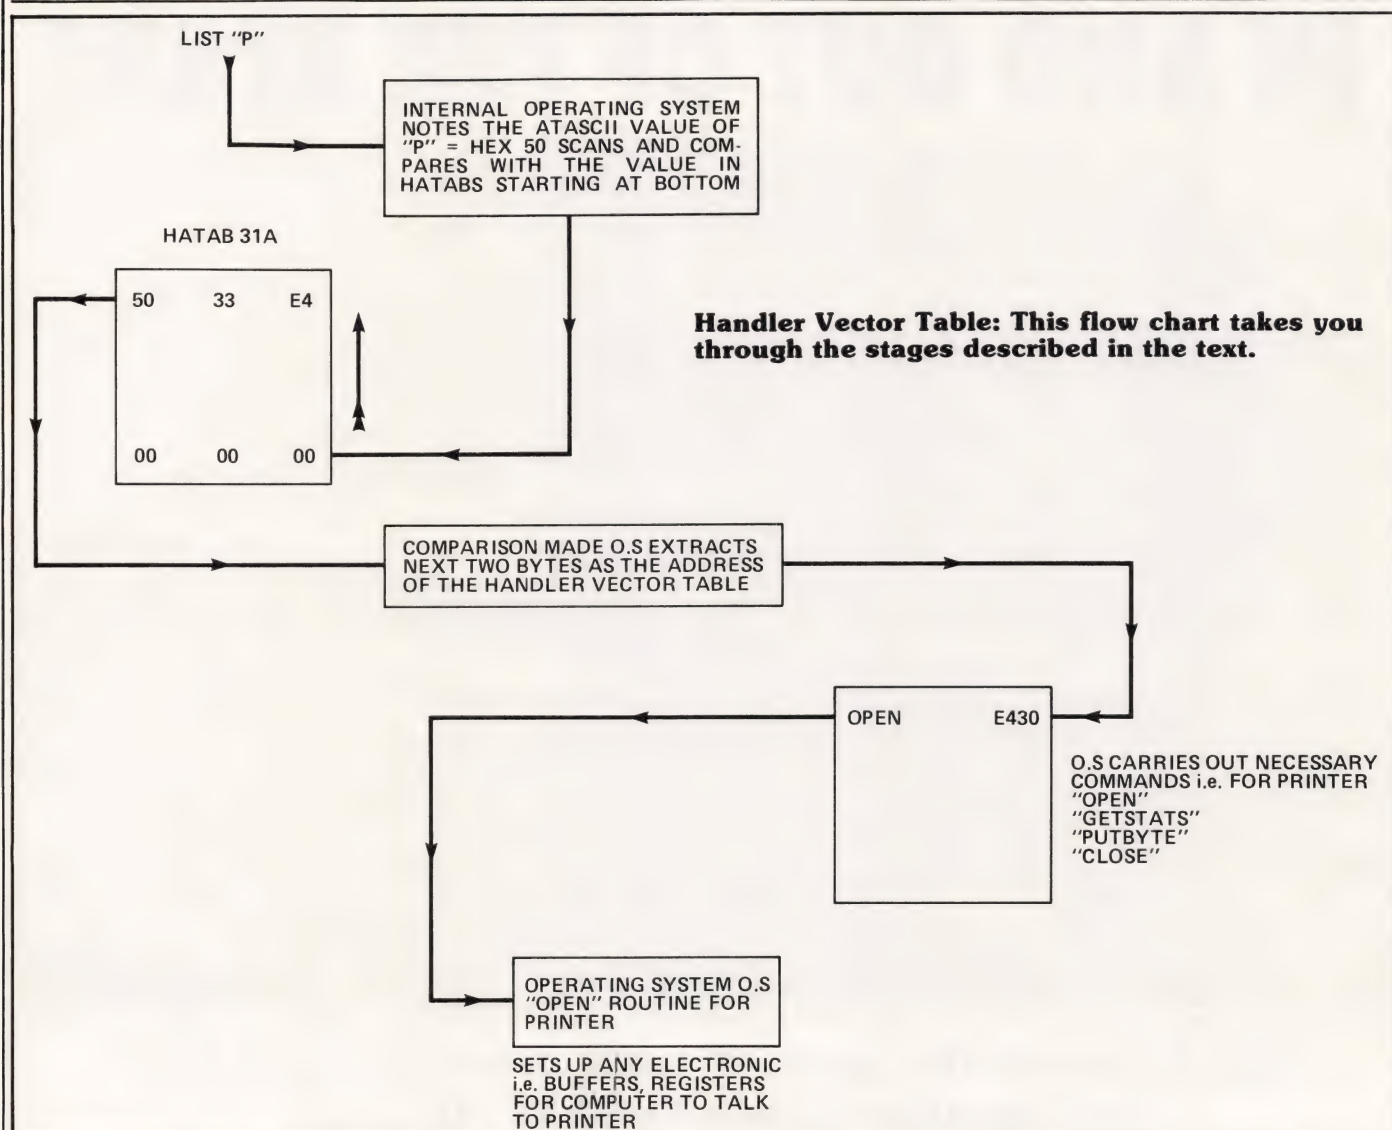 LIST "P"
INTERNAL OPERATING SYSTEM
NOTES THE ATASCII VALUE OF
"P" = HEX 50 SCANS AND COM-
PARES WITH THE VALUE IN
HATABS STARTING AT BOTTOM
HATAB 31A
50 33 E4
00 00 00
Handler Vector Table: This flow chart takes you
through the stages described in the text.
COMPARISON MADE O.S EXTRACTS
NEXT TWO BYTES AS THE ADDRESS
OF THE HANDLER VECTOR TABLE
OPEN E430
O.S CARRIES OUT NECESSARY
COMMANDS i.e. FOR PRINTER
"OPEN"
"GETSTATS"
"PUTBYTE"
"CLOSE"
OPERATING SYSTEM O.S
"OPEN" ROUTINE FOR
PRINTER
SETS UP ANY ELECTRONIC
i.e. BUFFERS, REGISTERS
FOR COMPUTER TO TALK
TO PRINTER